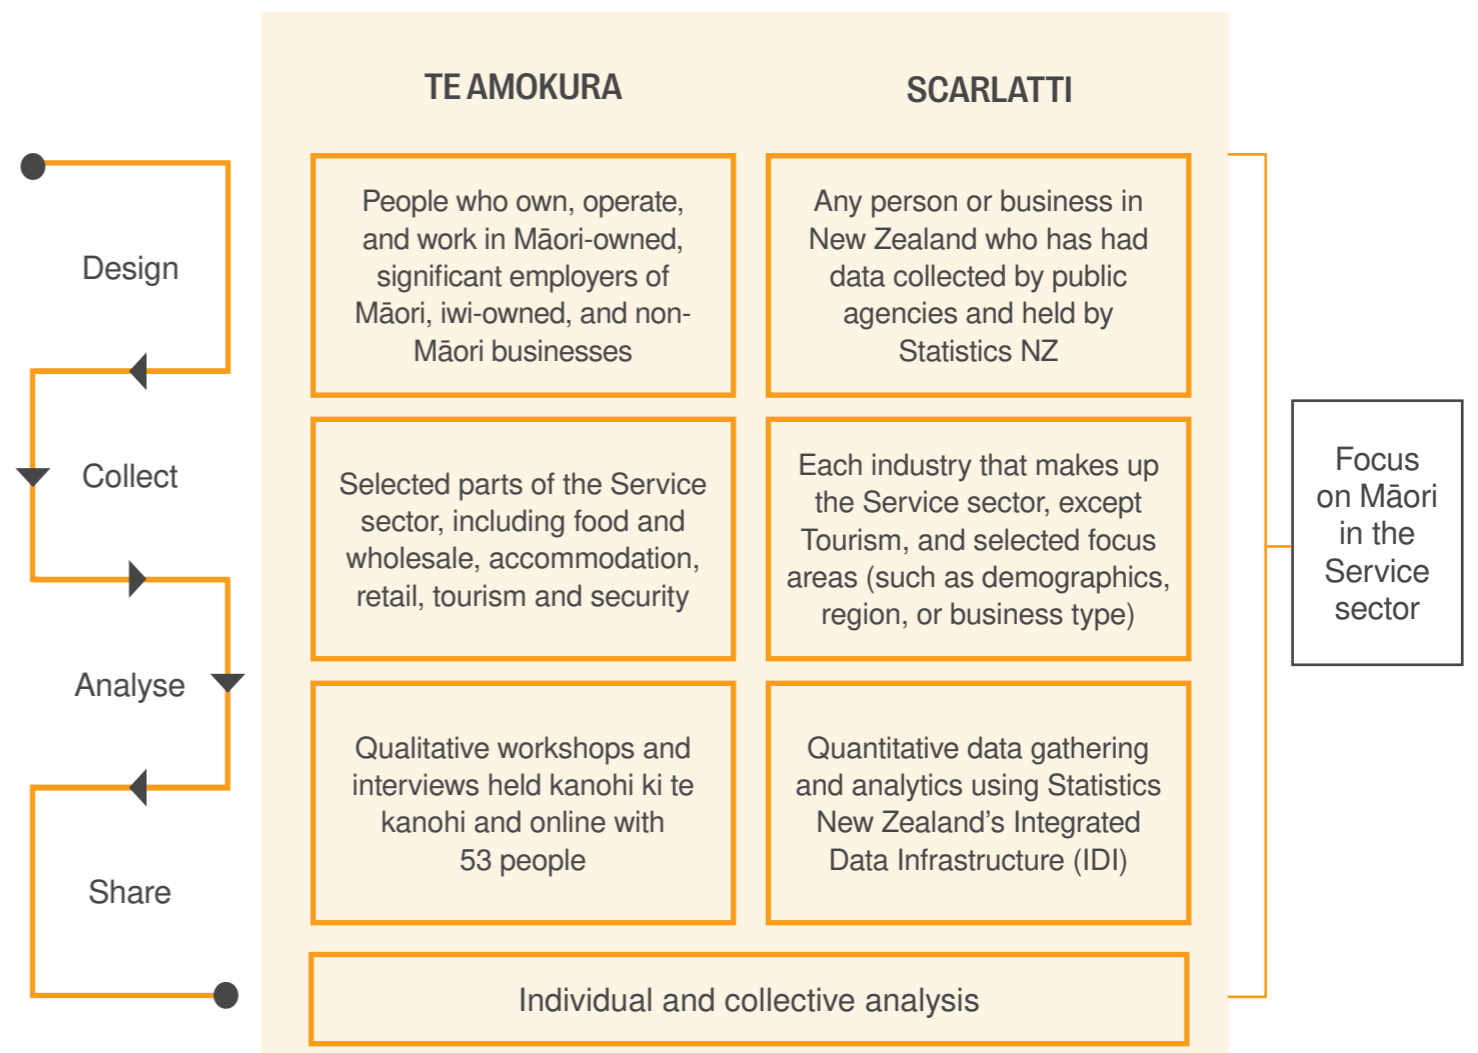 TE AMOKURA
SCARLATTI
Design
Collect
Analyse
Share
People who own, operate,
and work in Māori-owned,
significant employers of
Māori, iwi-owned, and non-
Māori businesses
Any person or business in
New Zealand who has had
data collected by public
agencies and held by
Statistics NZ
Selected parts of the Service
sector, including food and
wholesale, accommodation,
retail, tourism and security
Each industry that makes up
the Service sector, except
Tourism, and selected focus
areas (such as demographics,
region, or business type)
Qualitative workshops and
interviews held kanohi ki te
kanohi and online with
53 people
Quantitative data gathering
and analytics using Statistics
New Zealand’s Integrated
Data Infrastructure (IDI)
Individual and collective analysis
Focus
on Māori
in the
Service
sector